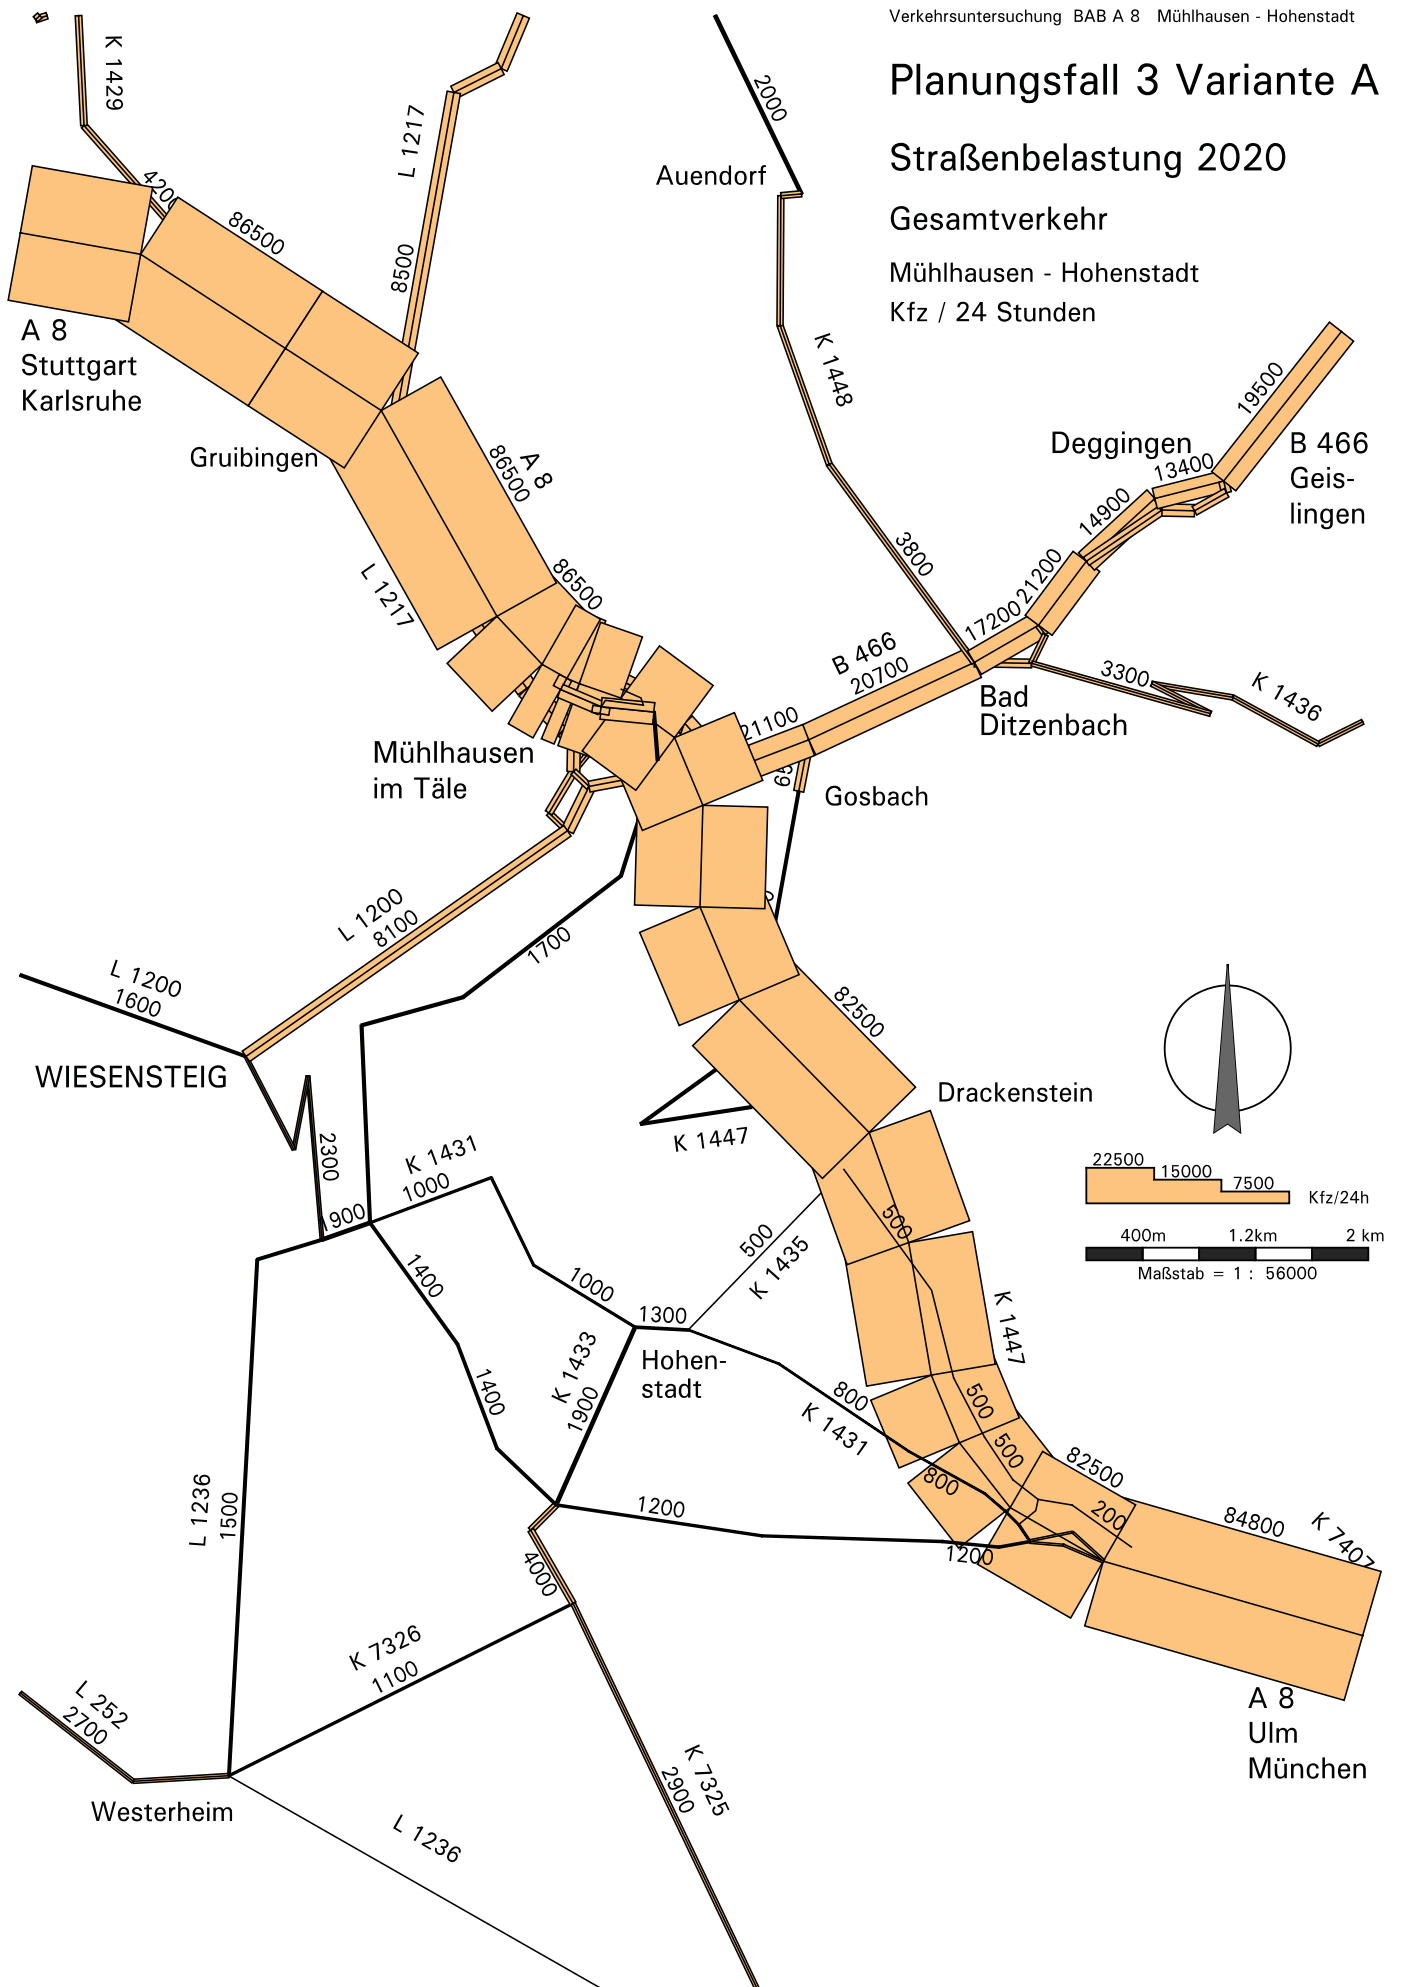 Verkehrsuntersuchung BAB A 8 Mühlhausen - Hohenstadt
Planungsfall 3 Variante A
Straßenbelastung 2020
Gesamtverkehr
Mühlhausen - Hohenstadt
Kfz / 24 Stunden
K 1429
4200
86500
L 1217
8500
2000
Auendorf
K 1448
3800
A 8
Stuttgart
Karlsruhe
Gruibingen
A 8
86500
L 1217
86500
19500
Deggingen
B 466
Geis-
lingen
13400
14900
21200
17200
B 466
20700
21100
Bad
Ditzenbach
3300
K 1436
Mühlhausen
im Täle
Gosbach
L 1200
8100
1700
L 1200
1600
WIESENSTEIG
82500
Drackenstein
K 1447
2300
1900
K 1431
1000
1400
1000
500
K 1435
500
1300
Hohen-
stadt
K 1433
1900
1400
800
K 1431
K 1447
500
500
800
82500
200
84800
K 7407
1200
1200
22500
15000
7500
Kfz/24h
400m
1.2km
2 km
Maßstab = 1 : 56000
L 1236
1500
4000
K 7326
1100
L 252
2700
Westerheim
K 7325
2900
L 1236
A 8
Ulm
München